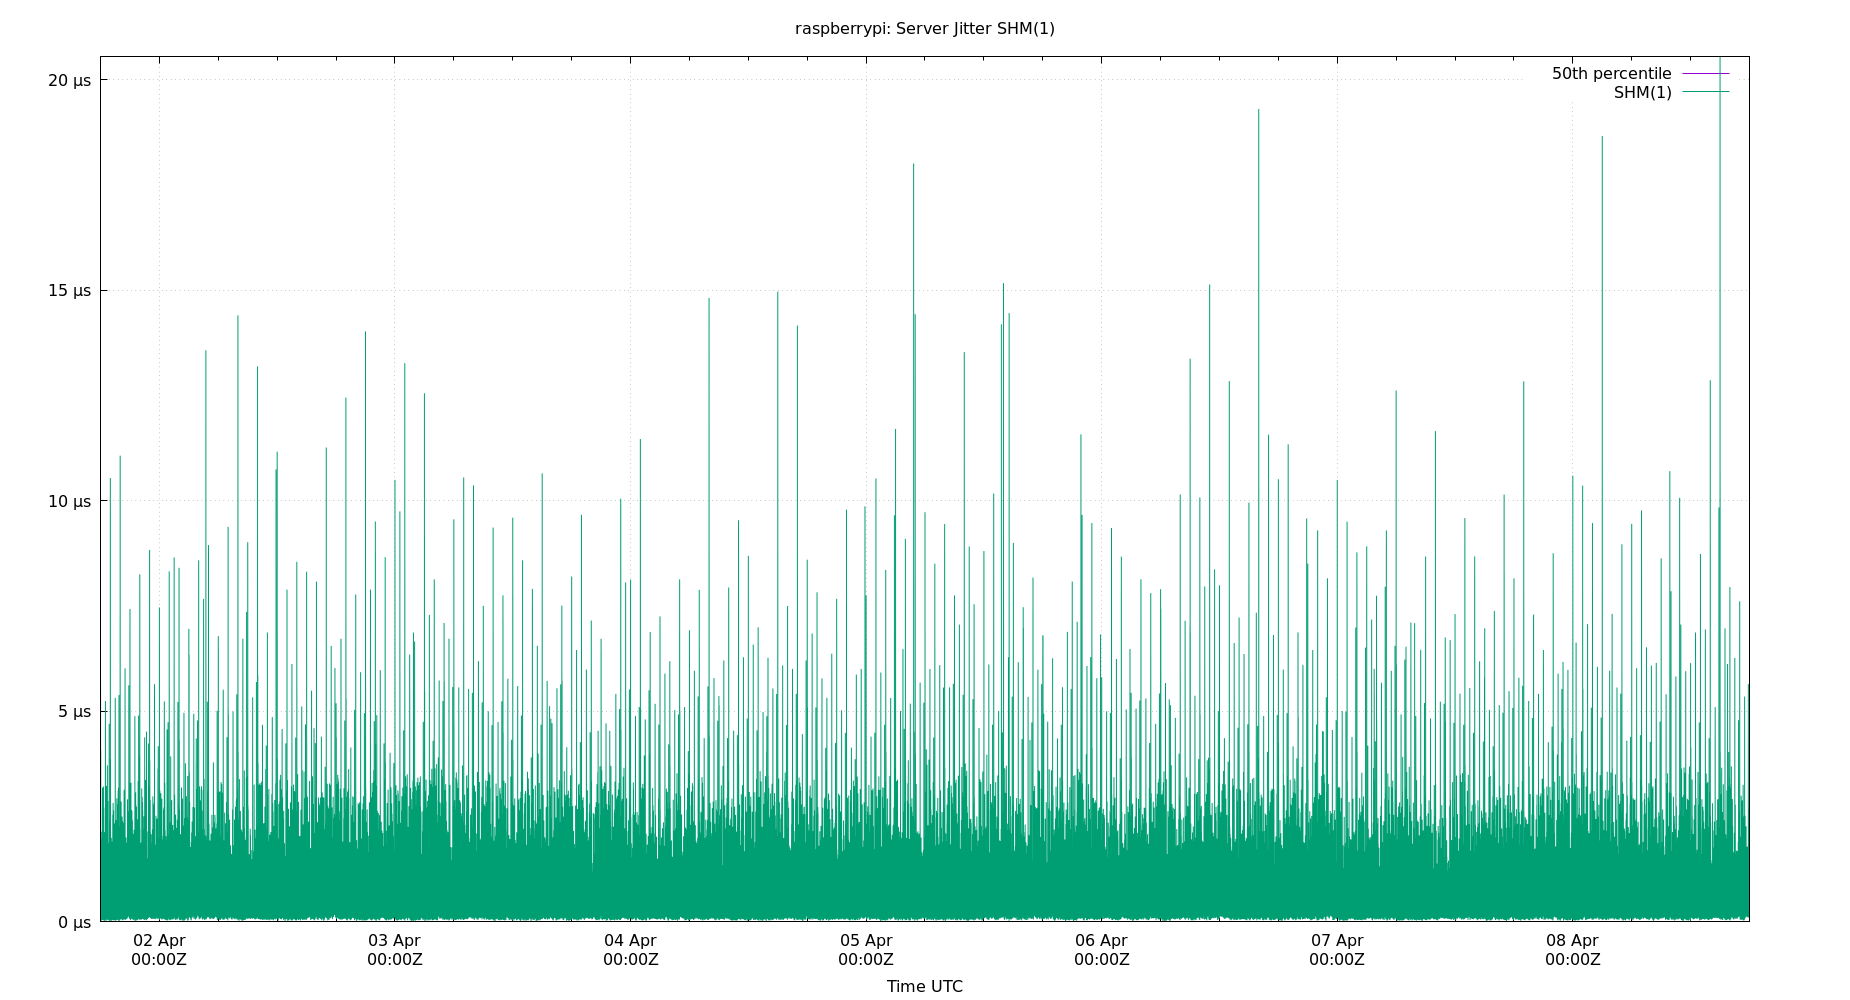 raspberrypi: Server Jitter SHM(1)
50th percentile
SHM(1)
20 µs
15 µs
10 µs
5 µs
0 µs
02 Apr 03 Apr 04 Apr 05 Apr 06 Apr 07 Apr 08 Apr
00:00Z 00:00Z 00:00Z 00:00Z 00:00Z 00:00Z 00:00Z
Time UTC